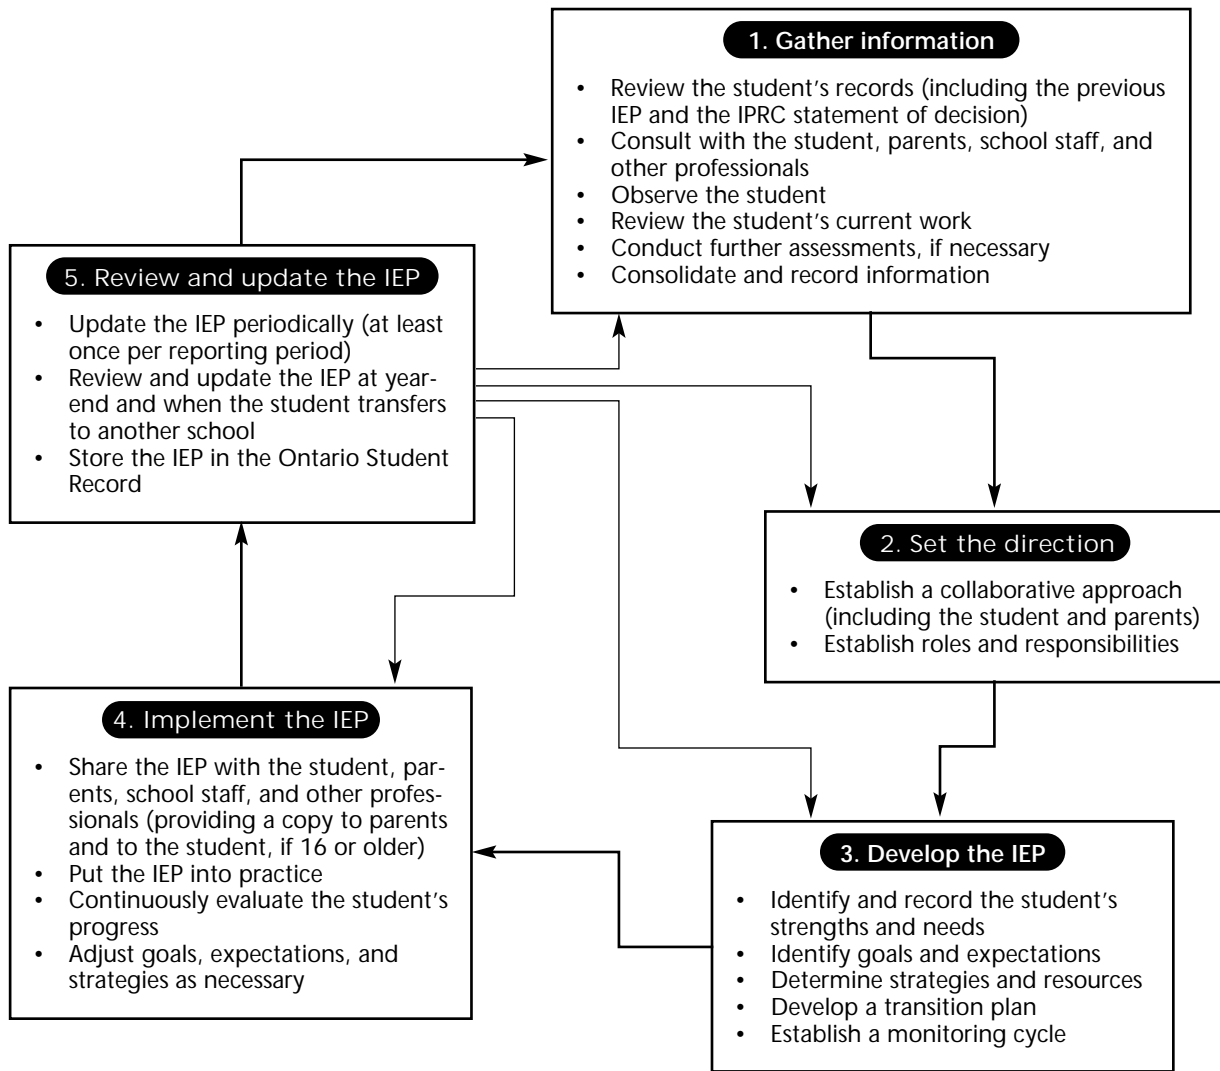 1. Gather information
• Review the student's records (including the previous
IEP and the IPRC statement of decision)
• Consult with the student, parents, school staff, and
other professionals
• Observe the student
• Review the student's current work
• Conduct further assessments, if necessary
• Consolidate and record information
2. Set the direction
• Establish a collaborative approach
(including the student and parents)
• Establish roles and responsibilities
3. Develop the IEP
• Identify and record the student's
strengths and needs
• Identify goals and expectations
• Determine strategies and resources
• Develop a transition plan
• Establish a monitoring cycle
4. Implement the IEP
• Share the IEP with the student, par-
ents, school staff, and other profes-
sionals (providing a copy to parents
and to the student, if 16 or older)
• Put the IEP into practice
• Continuously evaluate the student's
progress
• Adjust goals, expectations, and
strategies as necessary
5. Review and update the IEP
• Update the IEP periodically (at least
once per reporting period)
• Review and update the IEP at year-
end and when the student transfers
to another school
• Store the IEP in the Ontario Student
Record